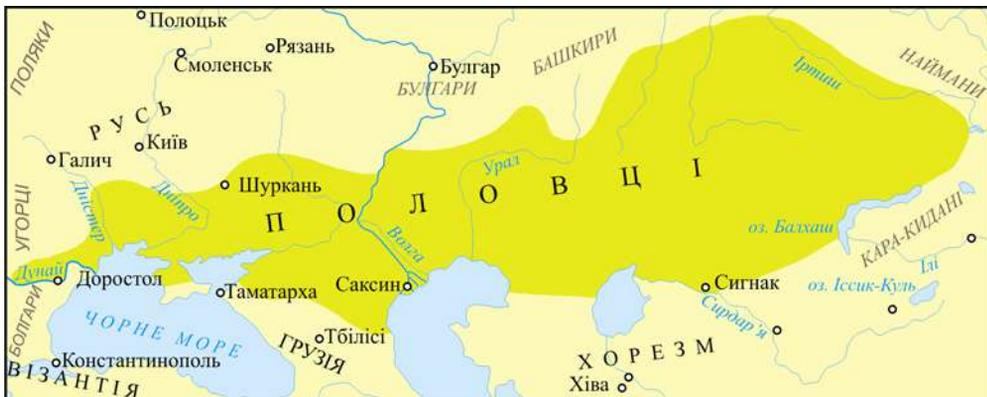 Полоцьк
Рязань
Смоленськ
Булгар
ПОЛЯКИ
БУЛГАРИ
БАШКИРИ
Іртиш
НАЙМАНИ
РУСЬ
Київ
Галич
Шуркань
Дністер
Дніпро
Урал
ПОЛОВЦІ
УГОРЦІ
Волга
оз. Балхаш
КАРА-КИДАНІ
Ілі
Дунай
Доростол
Саксин
Сигнак
оз. Іссик-Куль
Таматарха
Сирдар'я
БОЛГАРИ
ЧОРНЕ МОРЕ
Тбілісі
ГРУЗІЯ
ХОРЕЗМ
Константинополь
Хіва
ВІЗАНТІЯ